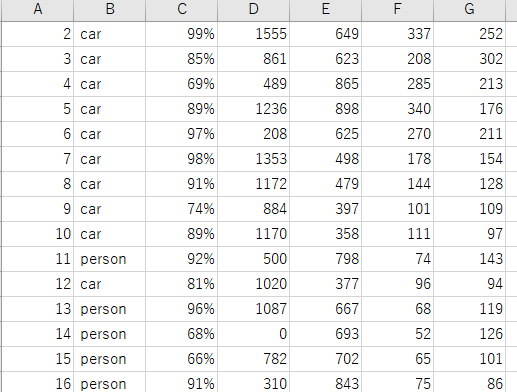 A B C D E F G
2 car 99% 1555 649 337 252
3 car 85% 861 623 208 302
4 car 69% 489 865 285 213
5 car 89% 1236 898 340 176
6 car 97% 208 625 270 211
7 car 98% 1353 498 178 154
8 car 91% 1172 479 144 128
9 car 74% 884 397 101 109
10 car 89% 1170 358 111 97
11 person 92% 500 798 74 143
12 car 81% 1020 377 96 94
13 person 96% 1087 667 68 119
14 person 68% 0 693 52 126
15 person 66% 782 702 65 101
16 person 91% 310 843 75 86